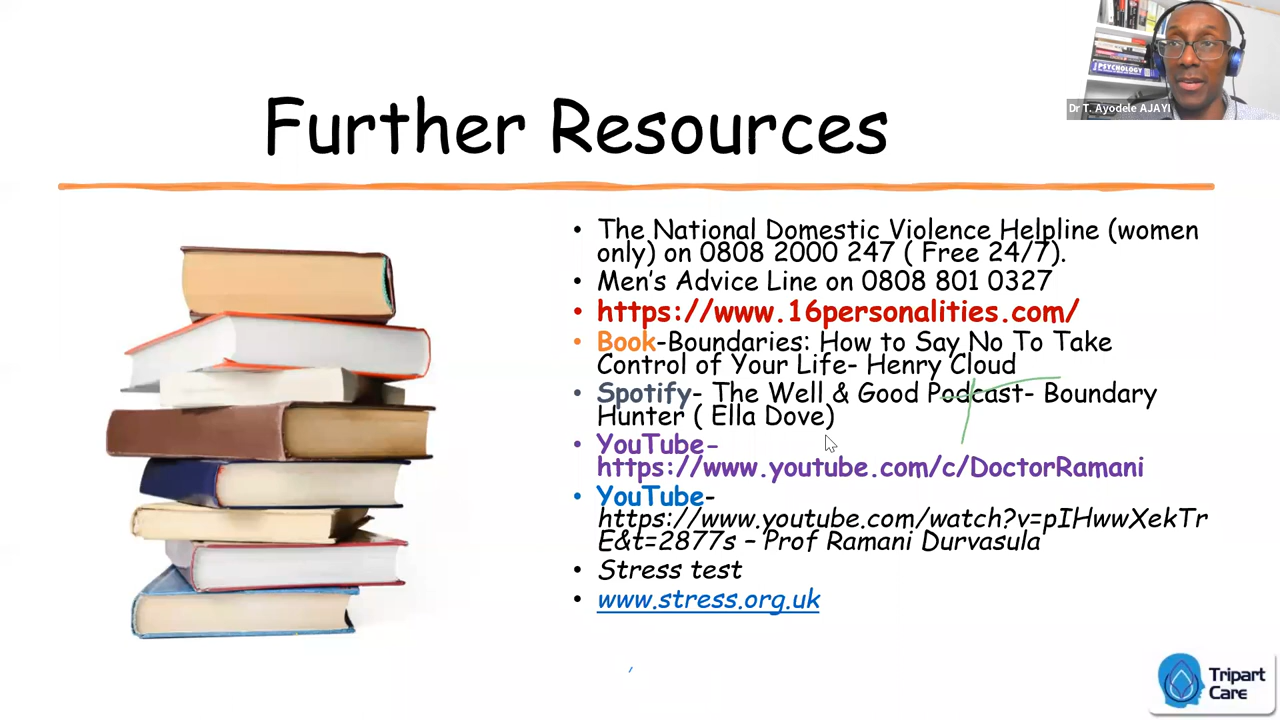 PSYCHOLOGY
Dr T. Ayodele AJAYI
Further Resources
• The National Domestic Violence Helpline (women
only) on 0808 2000 247 ( Free 24/7).
• Men’s Advice Line on 0808 801 0327
• https://www.16personalities.com/
• Book-Boundaries: How to Say No To Take
Control of Your Life- Henry Cloud
• Spotify- The Well & Good Podcast- Boundary
Hunter ( Ella Dove)
• YouTube-
https://www.youtube.com/c/DoctorRamani
• YouTube-
https://www.youtube.com/watch?v=pIHwwXekTr
E&t=2877s – Prof Ramani Durvasula
• Stress test
• www.stress.org.uk
Tripart
Care